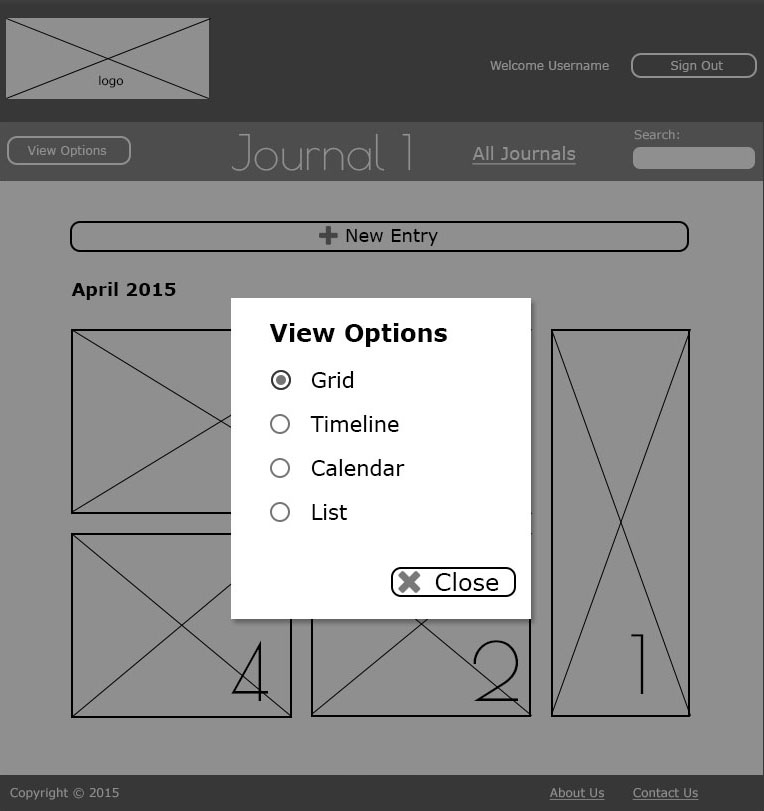 logo
Welcome Username
Sign Out
View Options
Journal 1
All Journals
Search:
New Entry
April 2015
View Options
Grid
Timeline
Calendar
List
Close
4
2
1
Copyright © 2015
About Us
Contact Us